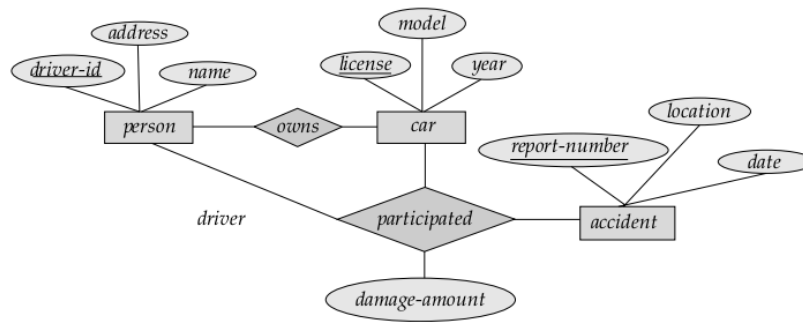 model
address
driver-id
name
license
year
person
owns
car
location
report-number
date
driver
participated
accident
damage-amount